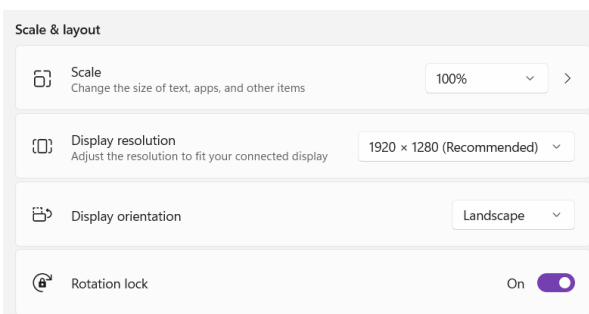 Scale & layout
Scale
Change the size of text, apps, and other items
100%
Display resolution
Adjust the resolution to fit your connected display
1920 × 1280 (Recommended)
Display orientation
Landscape
Rotation lock
On